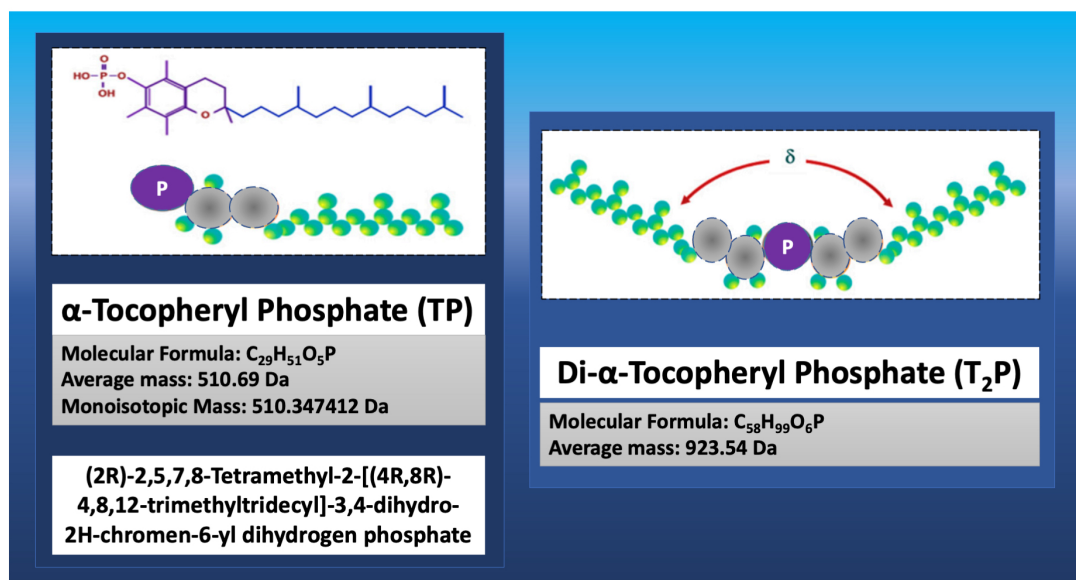 O
HO P O
OH
O
P
α-Tocopheryl Phosphate (TP)
Molecular Formula: C₂₉H₅₁O₅P
Average mass: 510.69 Da
Monoisotopic Mass: 510.347412 Da
(2R)-2,5,7,8-Tetramethyl-2-[(4R,8R)-
4,8,12-trimethyltridecyl]-3,4-dihydro-
2H-chromen-6-yl dihydrogen phosphate
δ
P
Di-α-Tocopheryl Phosphate (T₂P)
Molecular Formula: C₅₈H₉₉O₆P
Average mass: 923.54 Da